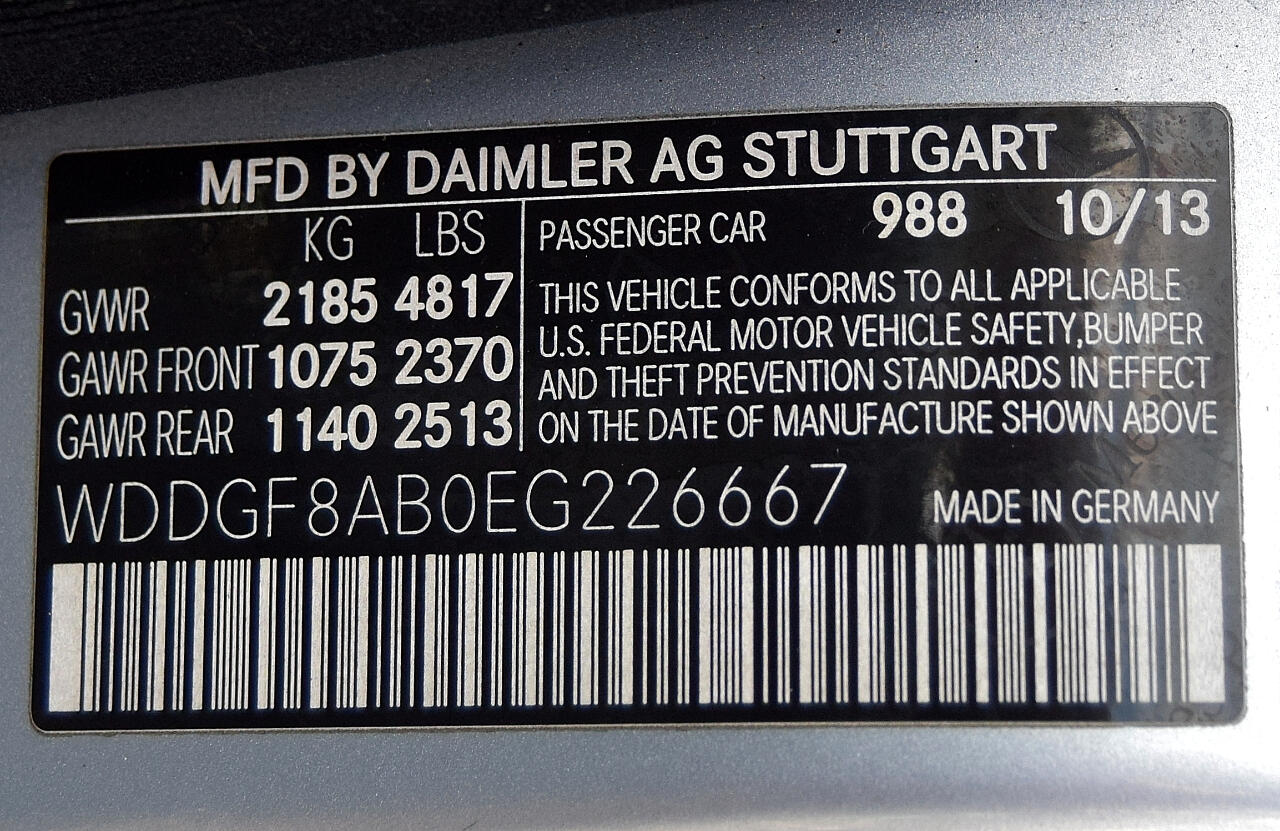 MFD BY DAIMLER AG STUTTGART
KG LBS
GVWR 2185 4817
GAWR FRONT 1075 2370
GAWR REAR 1140 2513
PASSENGER CAR 988 10/13
THIS VEHICLE CONFORMS TO ALL APPLICABLE
U.S. FEDERAL MOTOR VEHICLE SAFETY,BUMPER
AND THEFT PREVENTION STANDARDS IN EFFECT
ON THE DATE OF MANUFACTURE SHOWN ABOVE
WDDGF8AB0EG226667
MADE IN GERMANY